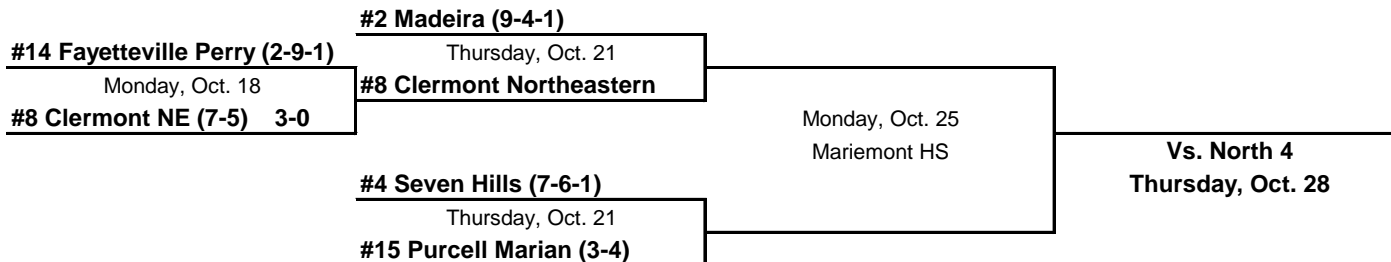 #2 Madeira (9-4-1)
#14 Fayetteville Perry (2-9-1)
Thursday, Oct. 21
Monday, Oct. 18
#8 Clermont Northeastern
#8 Clermont NE (7-5) 3-0
Monday, Oct. 25
Mariemont HS
Vs. North 4
#4 Seven Hills (7-6-1)
Thursday, Oct. 28
Thursday, Oct. 21
#15 Purcell Marian (3-4)